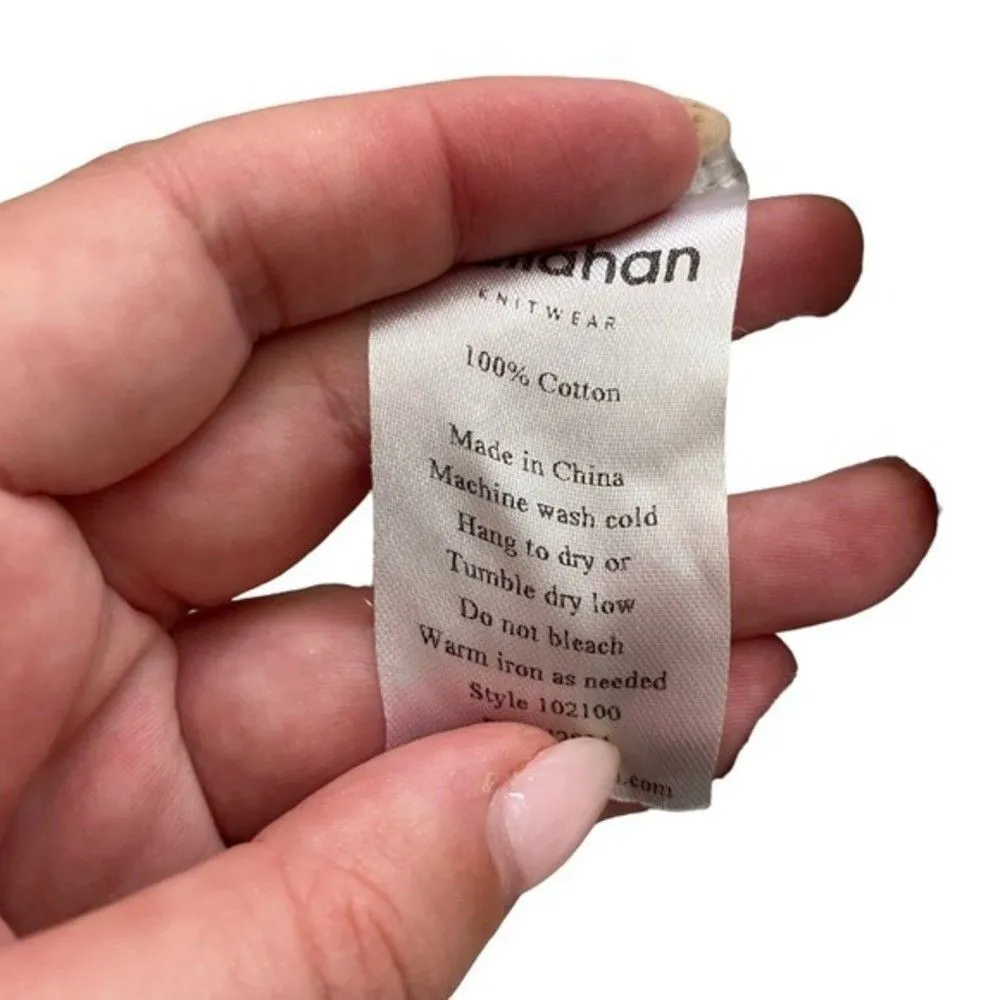 KNITWEAR
100% Cotton
Made in China
Machine wash cold
Hang to dry or
Tumble dry low
Do not bleach
Warm iron as needed
Style 102100
.com